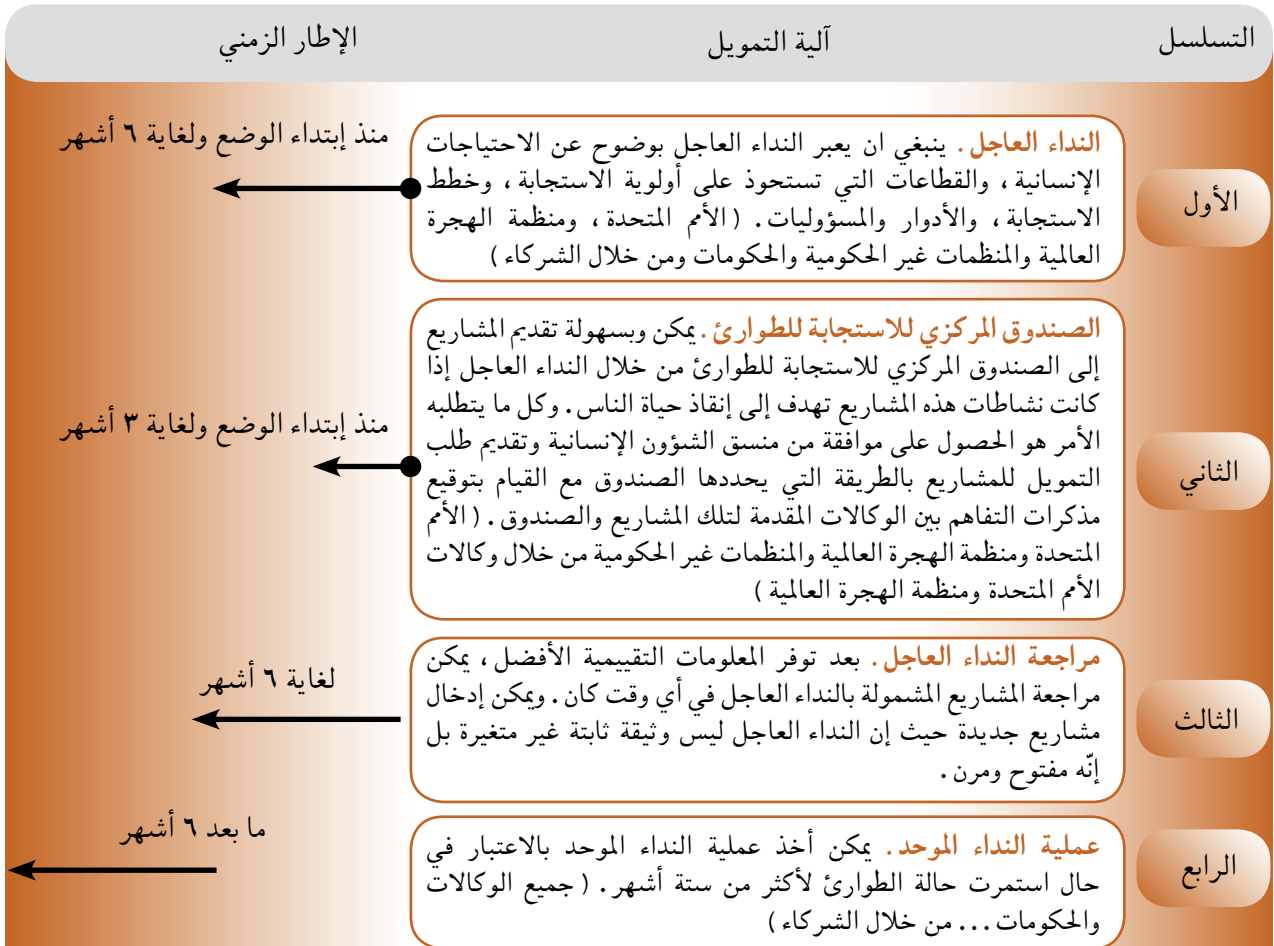 التسلسل
آلية التمويل
الإطار الزمني
الأول
النداء العاجل. ينبغي ان يعبر النداء العاجل بوضوح عن الاحتياجات
الإنسانية، والقطاعات التي تستحوذ على أولوية الاستجابة، وخطط
الاستجابة، والأدوار والمسؤوليات. (الأمم المتحدة، ومنظمة الهجرة
العالمية والمنظمات غير الحكومية والحكومات ومن خلال الشركاء)
منذ إبتداء الوضع ولغاية ٦ أشهر
الثاني
الصندوق المركزي للاستجابة للطوارئ. يمكن وبسهولة تقديم المشاريع
إلى الصندوق المركزي للاستجابة للطوارئ من خلال النداء العاجل إذا
كانت نشاطات هذه المشاريع تهدف إلى إنقاذ حياة الناس. وكل ما يتطلبه
الأمر هو الحصول على موافقة من منسق الشؤون الإنسانية وتقديم طلب
التمويل للمشاريع بالطريقة التي يحددها الصندوق مع القيام بتوقيع
مذكرات التفاهم بين الوكالات المقدمة لتلك المشاريع والصندوق. (الأمم
المتحدة ومنظمة الهجرة العالمية والمنظمات غير الحكومية من خلال وكالات
الأمم المتحدة ومنظمة الهجرة العالمية)
منذ إبتداء الوضع ولغاية ٣ أشهر
الثالث
مراجعة النداء العاجل. بعد توفر المعلومات التقييمية الأفضل، يمكن
مراجعة المشاريع المشمولة بالنداء العاجل في أي وقت كان. ويمكن إدخال
مشاريع جديدة حيث إن النداء العاجل ليس وثيقة ثابتة غير متغيرة بل
إنّه مفتوح ومرن.
لغاية ٦ أشهر
الرابع
عملية النداء الموحد. يمكن أخذ عملية النداء الموحد بالاعتبار في
حال استمرت حالة الطوارئ لأكثر من ستة أشهر. (جميع الوكالات
والحكومات... من خلال الشركاء)
ما بعد ٦ أشهر